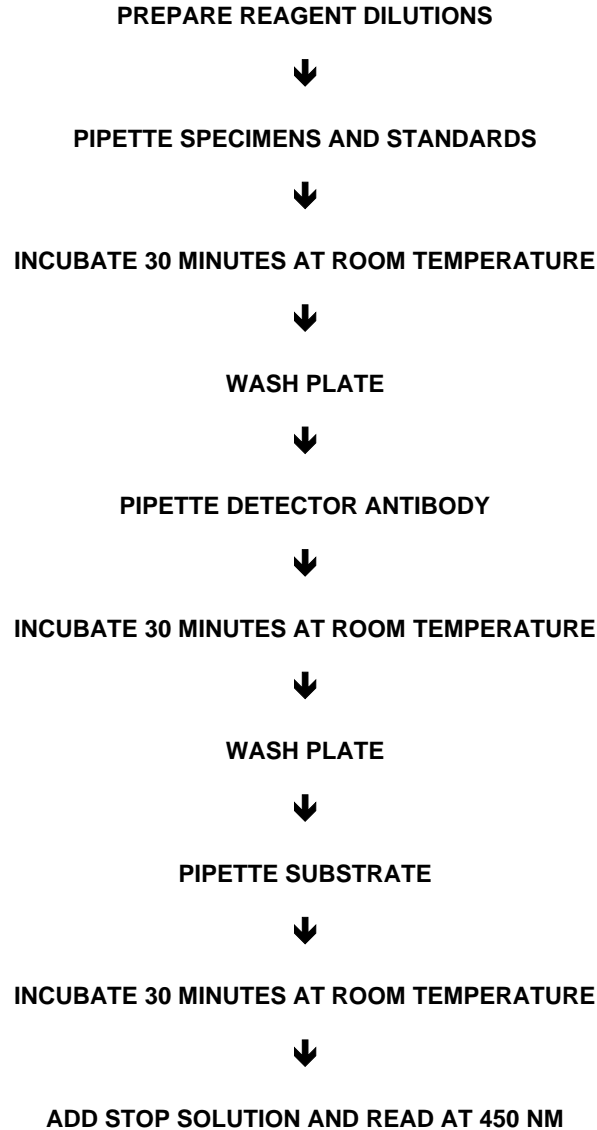 PREPARE REAGENT DILUTIONS
PIPETTE SPECIMENS AND STANDARDS
INCUBATE 30 MINUTES AT ROOM TEMPERATURE
WASH PLATE
PIPETTE DETECTOR ANTIBODY
INCUBATE 30 MINUTES AT ROOM TEMPERATURE
WASH PLATE
PIPETTE SUBSTRATE
INCUBATE 30 MINUTES AT ROOM TEMPERATURE
ADD STOP SOLUTION AND READ AT 450 NM